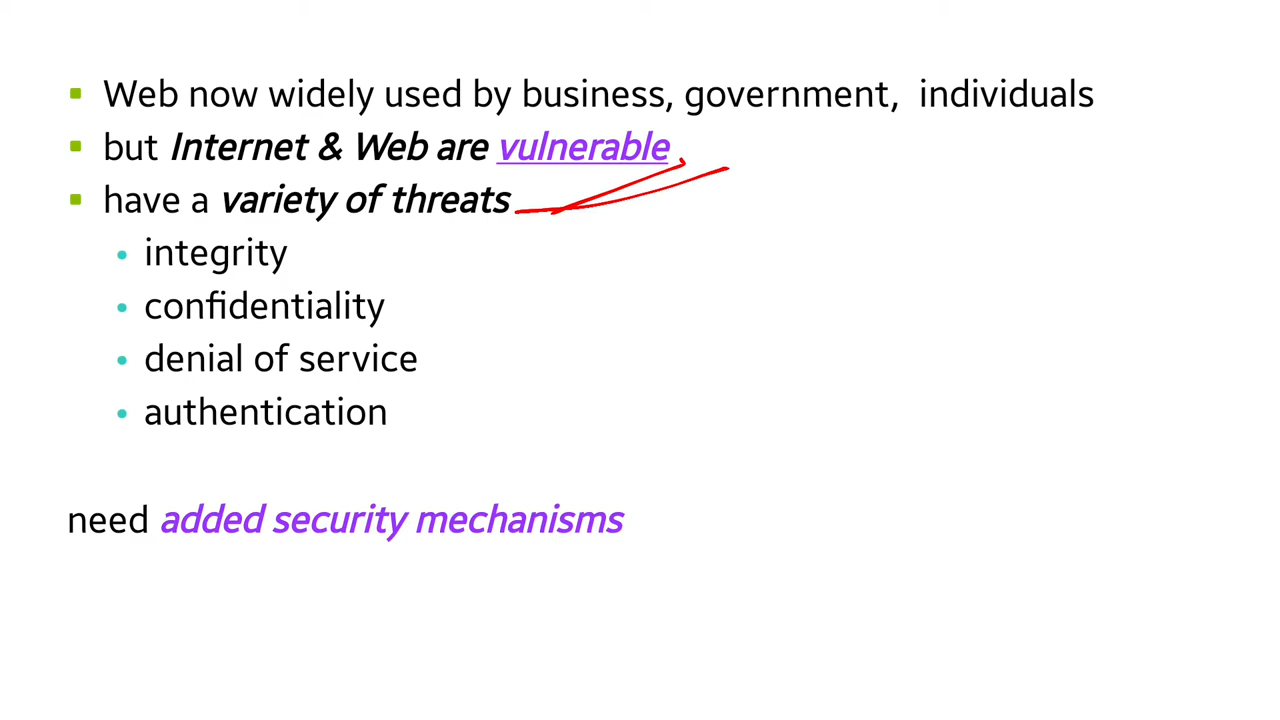 Web now widely used by business, government, individuals
but Internet & Web are vulnerable
have a variety of threats
integrity
confidentiality
denial of service
authentication
need added security mechanisms